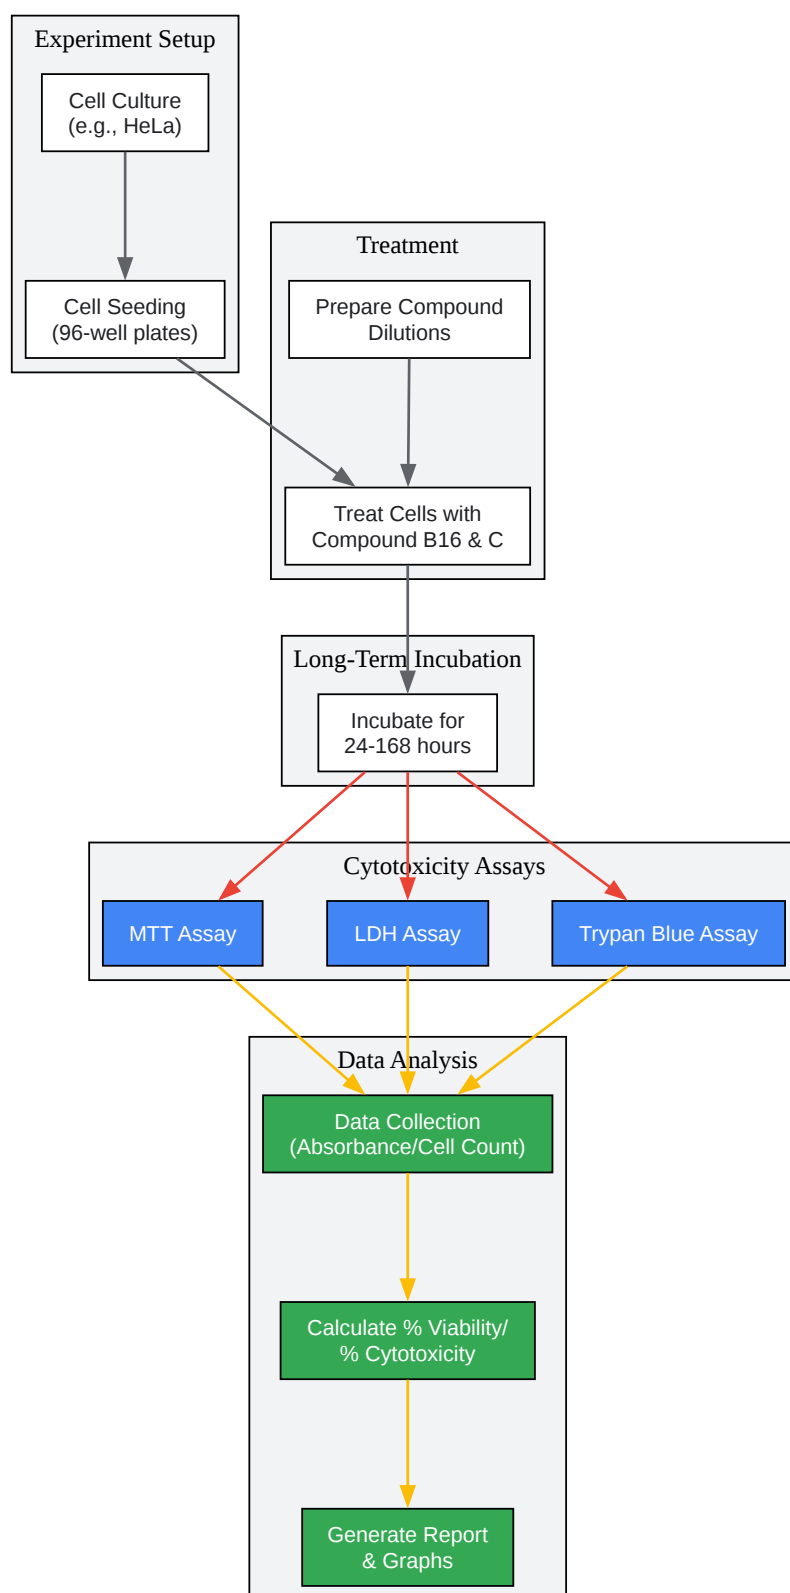 Experiment Setup
Cell Culture
(e.g., HeLa)
Cell Seeding
(96-well plates)
Treatment
Prepare Compound
Dilutions
Treat Cells with
Compound B16 & C
Long-Term Incubation
Incubate for
24-168 hours
Cytotoxicity Assays
MTT Assay
LDH Assay
Trypan Blue Assay
Data Analysis
Data Collection
(Absorbance/Cell Count)
Calculate % Viability/
% Cytotoxicity
Generate Report
& Graphs